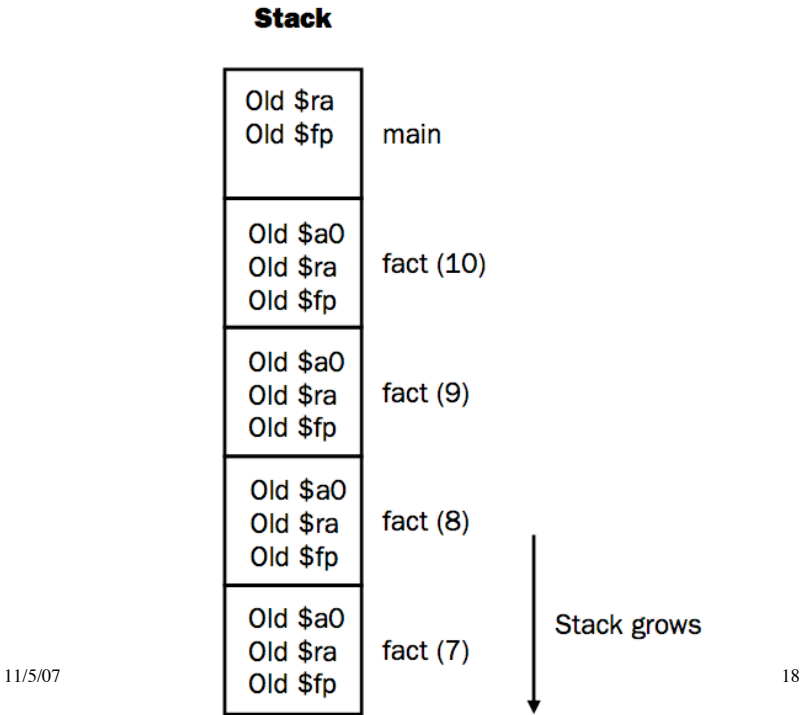 Stack
Old $ra
Old $fp
main
Old $a0
Old $ra
Old $fp
fact (10)
Old $a0
Old $ra
Old $fp
fact (9)
Old $a0
Old $ra
Old $fp
fact (8)
Old $a0
Old $ra
Old $fp
fact (7)
Stack grows
11/5/07
18